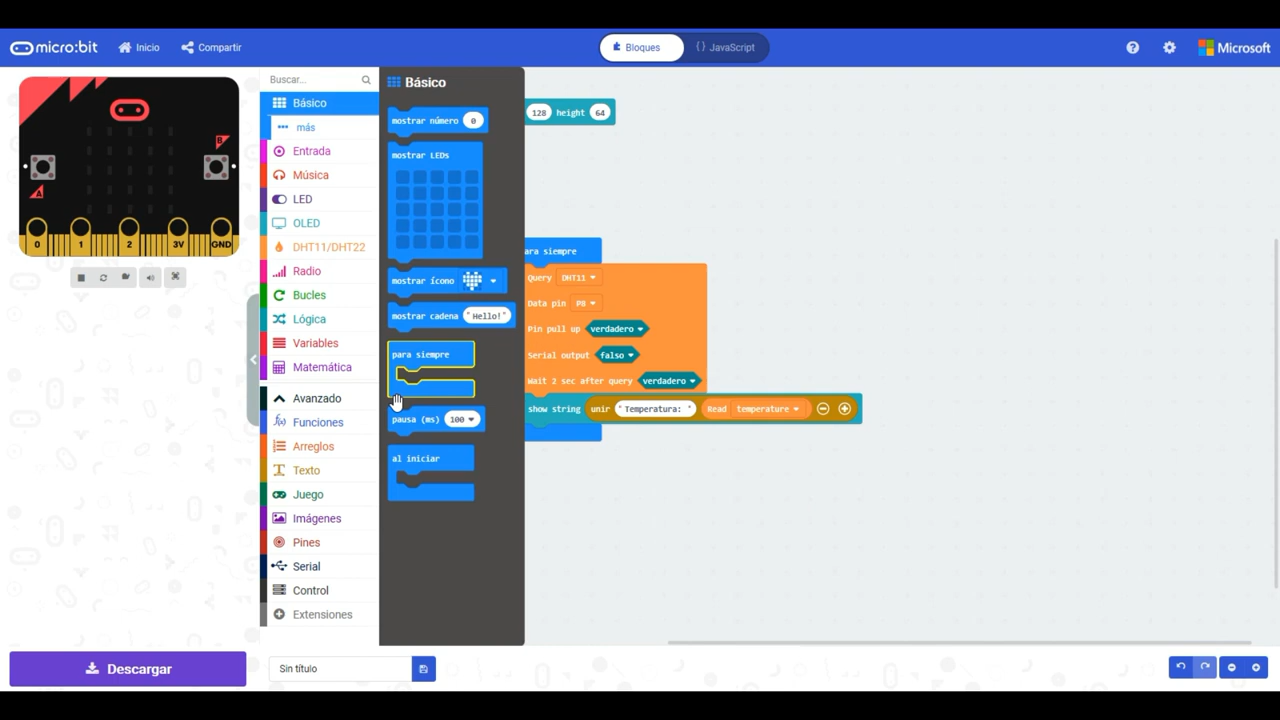 micro:bit
Inicio
Compartir
Bloques
{ } JavaScript
Microsoft
A
B
0 1 2 3V GND
Descargar
Buscar...
Básico
más
Entrada
Música
LED
OLED
DHT11/DHT22
Radio
Bucles
Lógica
Variables
Matemática
Avanzado
Funciones
Arreglos
Texto
Juego
Imágenes
Pines
Serial
Control
Extensiones
Básico
mostrar número 0
mostrar LEDs
mostrar ícono
mostrar cadena "Hello!"
para siempre
pausa (ms) 100
al iniciar
128 height 64
ara siempre
Query DHT11
Data pin P8
Pin pull up verdadero
Serial output falso
Wait 2 sec after query verdadero
show string unir "Temperatura: " Read temperature
Sin título